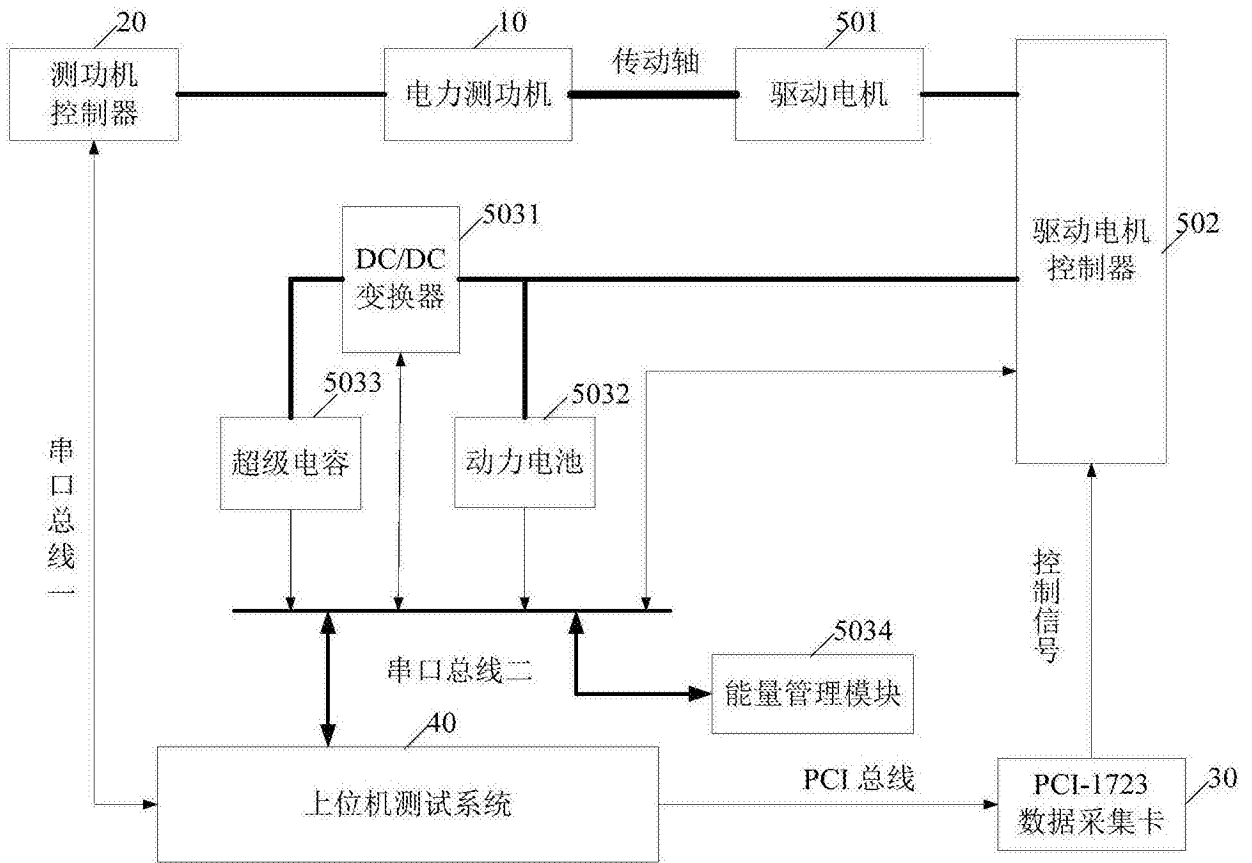 20
10
501
测功机
控制器
电力测功机
传动轴
驱动电机
5031
DC/DC
变换器
驱动电机
控制器
502
5033
5032
超级电容
动力电池
串口总线一
控制信号
串口总线二
5034
能量管理模块
40
上位机测试系统
PCI 总线
PCI-1723
数据采集卡
30